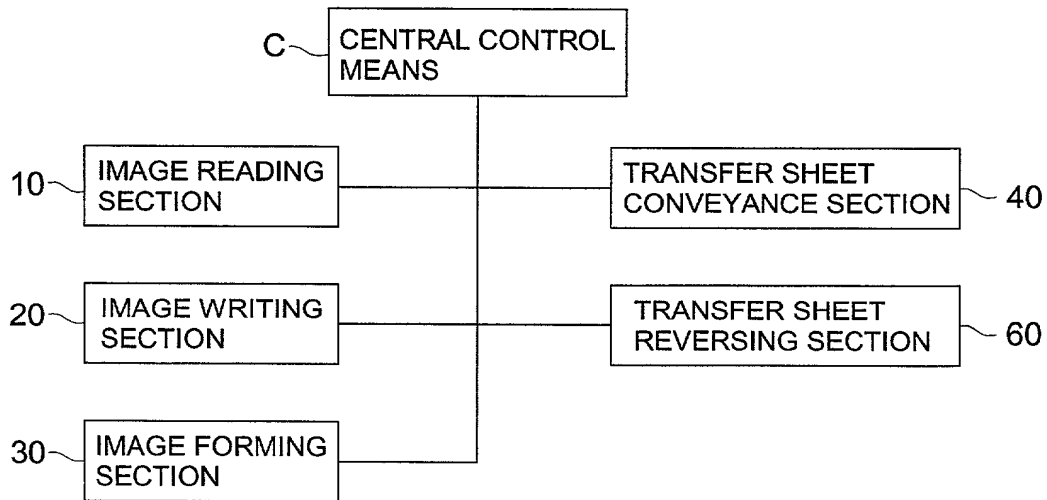 C
CENTRAL CONTROL
MEANS
10
IMAGE READING
SECTION
TRANSFER SHEET
CONVEYANCE SECTION
40
20
IMAGE WRITING
SECTION
TRANSFER SHEET
REVERSING SECTION
60
30
IMAGE FORMING
SECTION